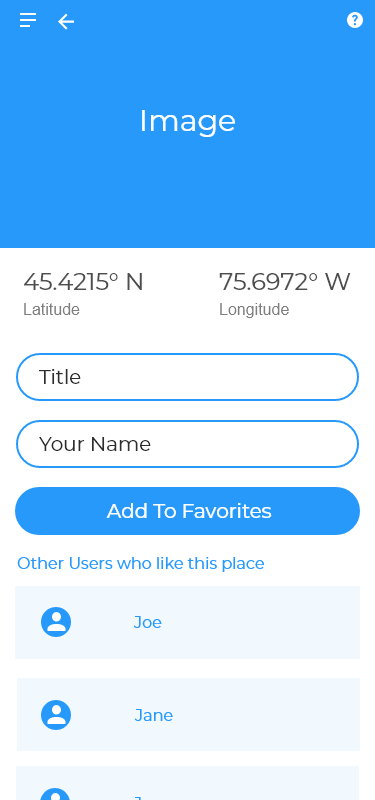 Image
45.4215° N
75.6972° W
Latitude
Longitude
Title
Your Name
Add To Favorites
Other Users who like this place
Joe
Jane